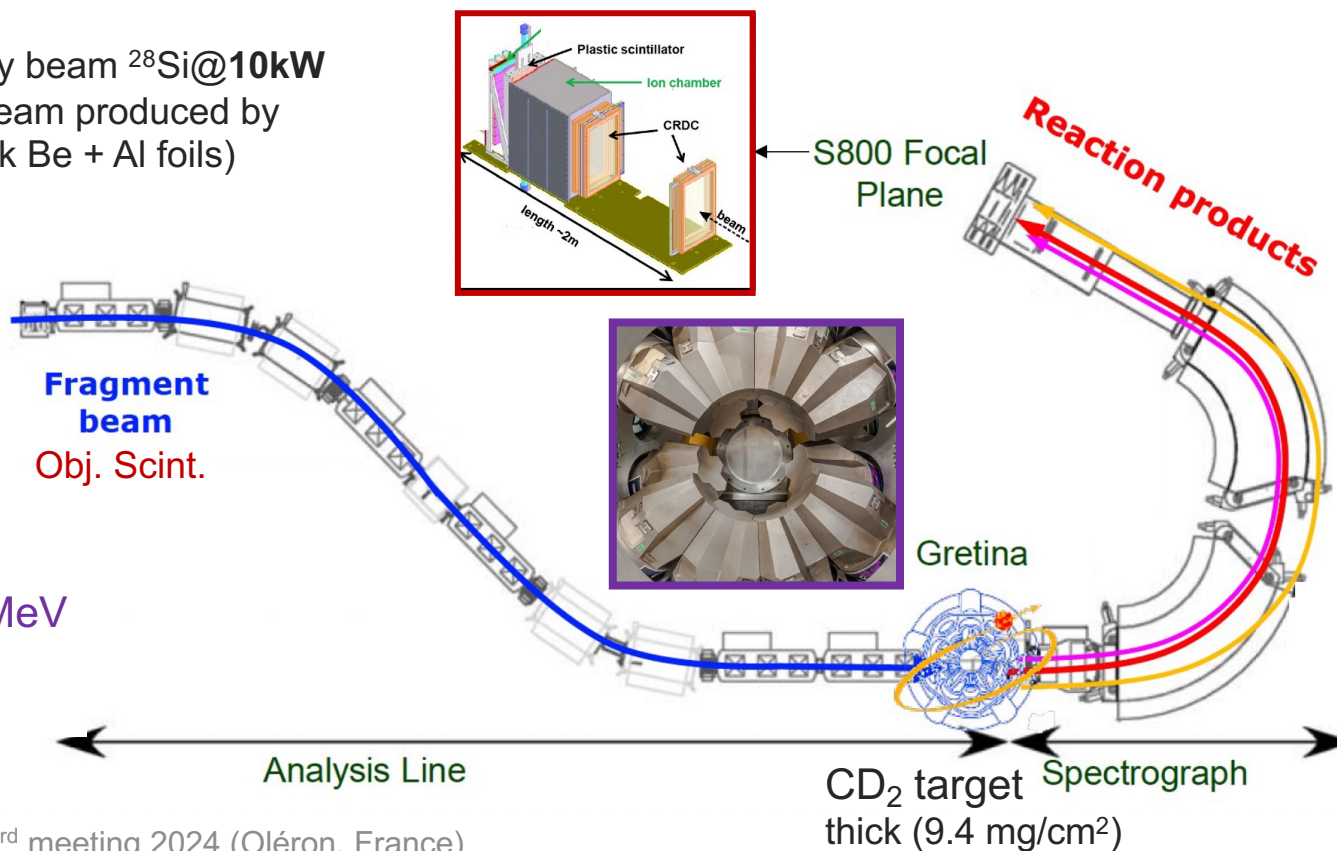 y beam ²⁸Si@10kW
eam produced by
k Be + Al foils)
Plastic scintillator
Ion chamber
CRDC
beam
length ~2m
S800 Focal
Plane
Reaction products
Fragment
beam
Obj. Scint.
Gretina
MeV
Analysis Line
Spectrograph
CD₂ target
thick (9.4 mg/cm²)
rd meeting 2024 (Oléron, France)